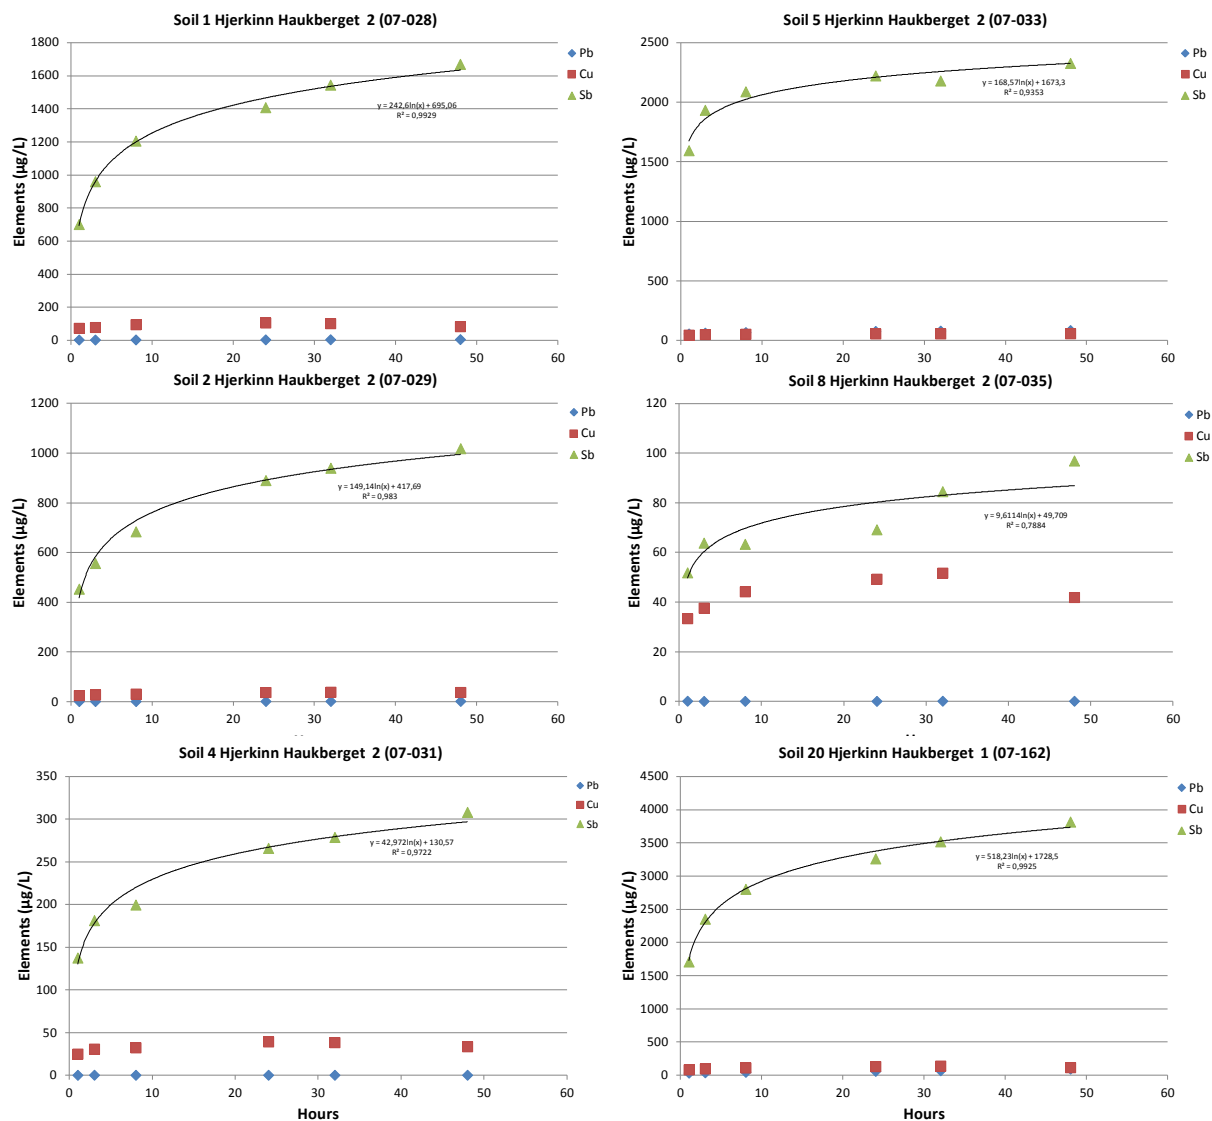 Soil 1 Hjerkinn Haukberget 2 (07-028)
1800
1600
1400
1200
1000
800
600
400
200
0
0 10 20 30 40 50 60
Elements (µg/L)
y = 242,6ln(x) + 695,06
R² = 0,9929
Pb
Cu
Sb
Soil 5 Hjerkinn Haukberget 2 (07-033)
2500
2000
1500
1000
500
0
0 10 20 30 40 50 60
Elements (µg/L)
y = 168,57ln(x) + 1673,3
R² = 0,9353
Pb
Cu
Sb
Soil 2 Hjerkinn Haukberget 2 (07-029)
1200
1000
800
600
400
200
0
0 10 20 30 40 50 60
Elements (µg/L)
y = 149,14ln(x) + 417,69
R² = 0,983
Pb
Cu
Sb
Soil 8 Hjerkinn Haukberget 2 (07-035)
120
100
80
60
40
20
0
0 10 20 30 40 50 60
Elements (µg/L)
y = 9,6114ln(x) + 49,709
R² = 0,7884
Pb
Cu
Sb
Soil 4 Hjerkinn Haukberget 2 (07-031)
350
300
250
200
150
100
50
0
0 10 20 30 40 50 60
Elements (µg/L)
Hours
y = 42,972ln(x) + 130,57
R² = 0,9722
Pb
Cu
Sb
Soil 20 Hjerkinn Haukberget 1 (07-162)
4500
4000
3500
3000
2500
2000
1500
1000
500
0
0 10 20 30 40 50 60
Elements (µg/L)
Hours
y = 518,23ln(x) + 1728,5
R² = 0,9925
Pb
Cu
Sb